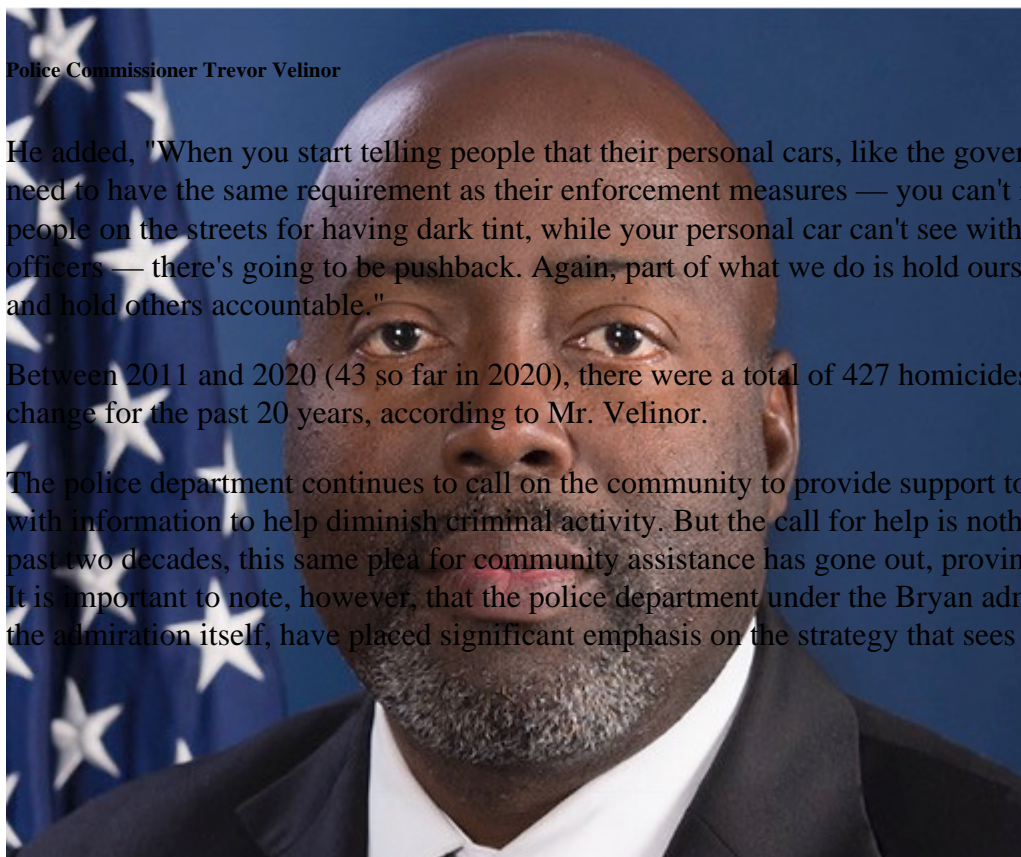 Police Commissioner Trevor Velinor
He added, "When you start telling people that their personal cars, like the gover
need to have the same requirement as their enforcement measures — you can't
people on the streets for having dark tint, while your personal car can't see with
officers — there's going to be pushback. Again, part of what we do is hold ours
and hold others accountable."
Between 2011 and 2020 (43 so far in 2020), there were a total of 427 homicides
change for the past 20 years, according to Mr. Velinor.
The police department continues to call on the community to provide support to
with information to help diminish criminal activity. But the call for help is noth
past two decades, this same plea for community assistance has gone out, provin
It is important to note, however, that the police department under the Bryan adm
the admiration itself, have placed significant emphasis on the strategy that sees